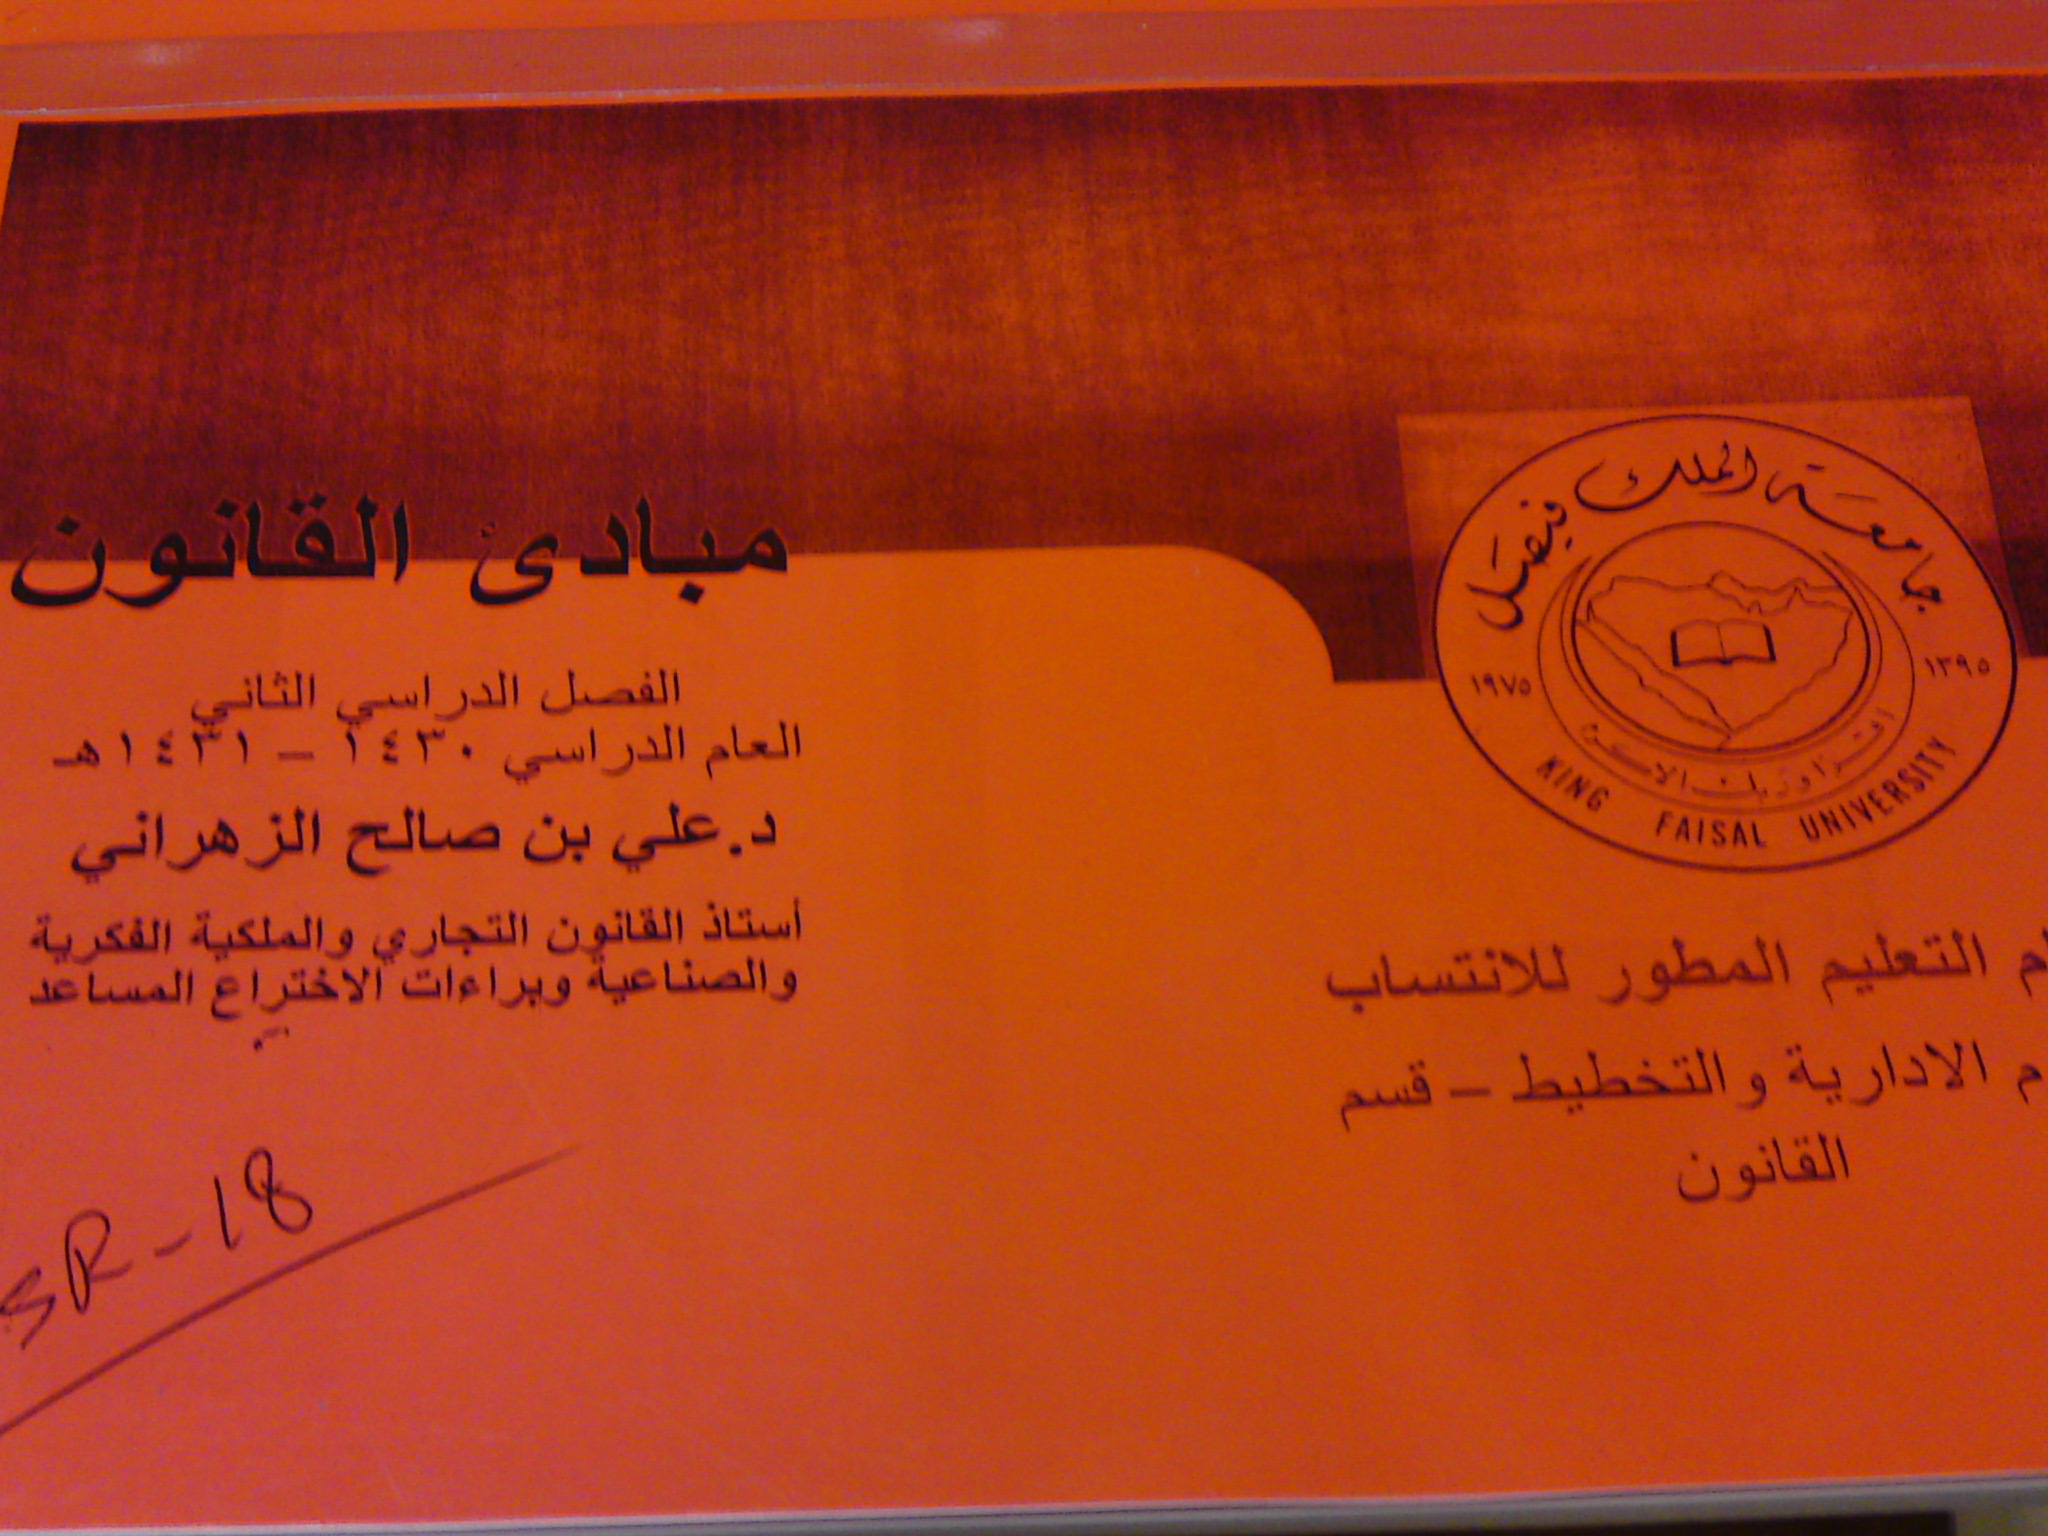 مبادئ القانون
الفصل الدراسي الثاني
العام الدراسي ١٤٣٠ – ١٤٣١هـ
د.علي بن صالح الزهراني
أستاذ القانون التجاري والملكية الفكرية
والصناعية وبراءات الاختراع المساعد
SR-18
جامعة الملك فيصل
١٩٧٥
١٣٩٥
KING FAISAL UNIVERSITY
التعليم المطور للانتساب
الادارية والتخطيط – قسم
القانون